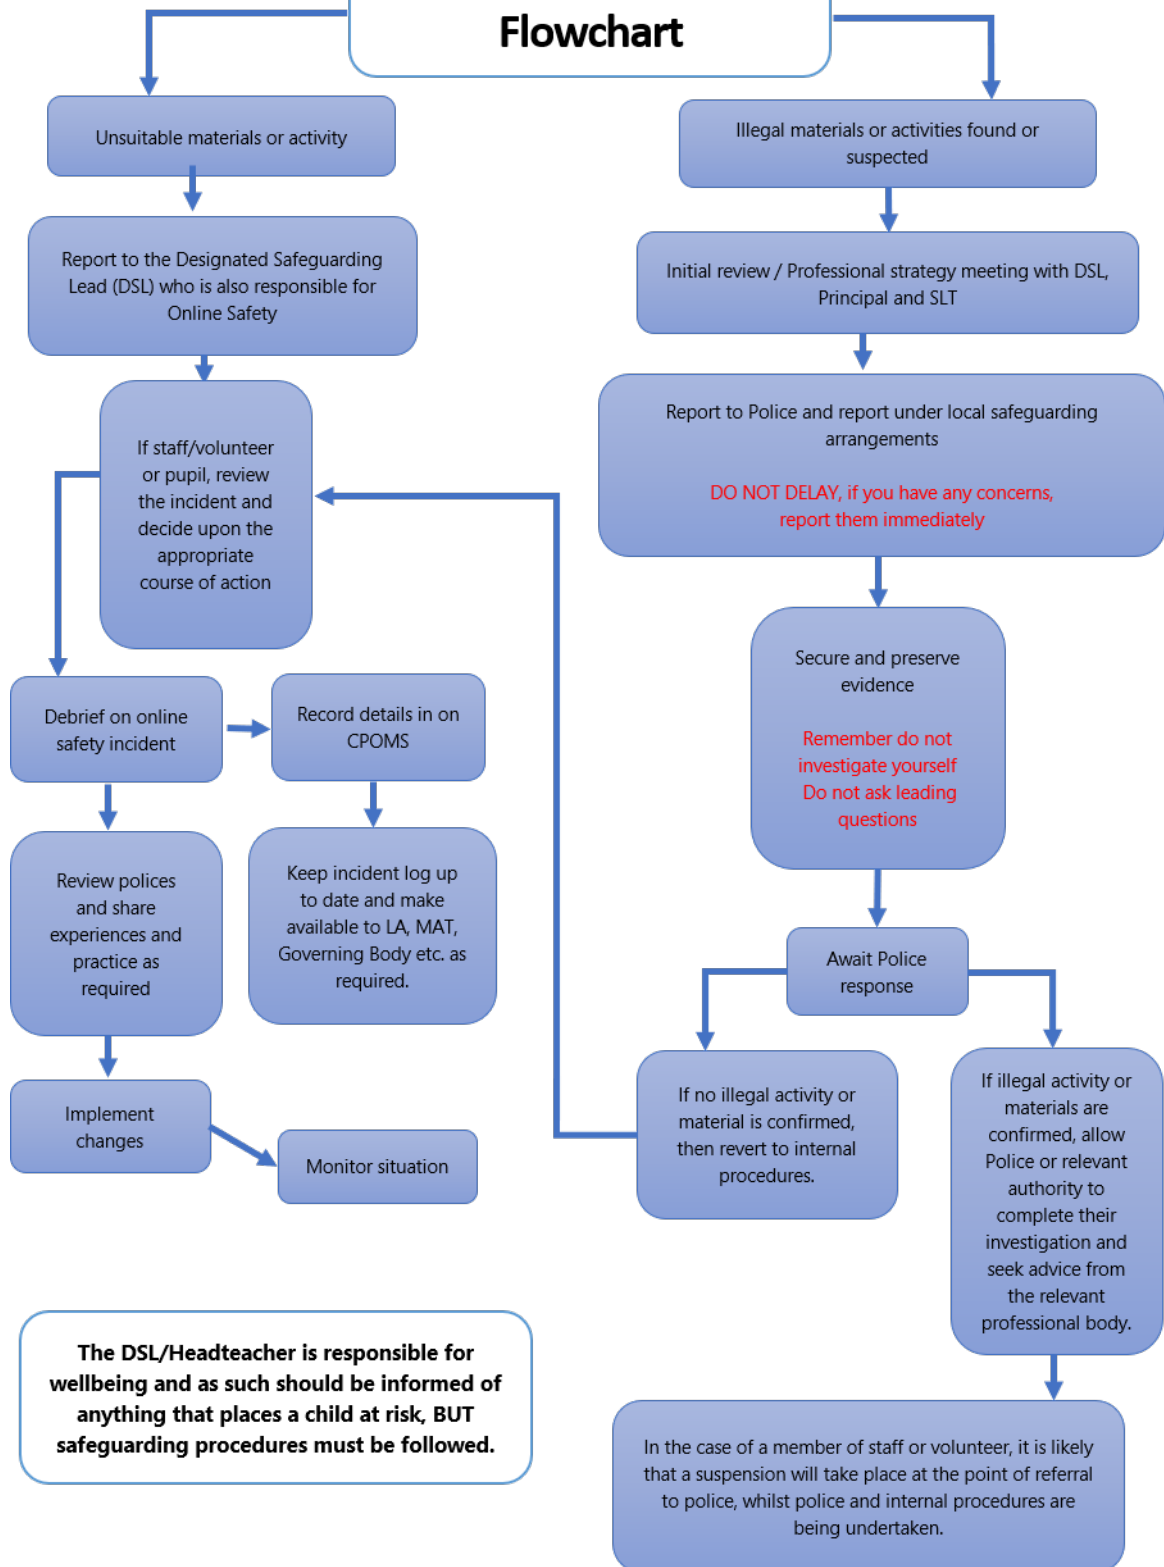 Flowchart
Unsuitable materials or activity
Report to the Designated Safeguarding
Lead (DSL) who is also responsible for
Online Safety
If staff/volunteer
or pupil, review
the incident and
decide upon the
appropriate
course of action
Debrief on online
safety incident
Record details in on
CPOMS
Review polices
and share
experiences and
practice as
required
Keep incident log up
to date and make
available to LA, MAT,
Governing Body etc. as
required.
Implement
changes
Monitor situation
Illegal materials or activities found or
suspected
Initial review / Professional strategy meeting with DSL,
Principal and SLT
Report to Police and report under local safeguarding
arrangements
DO NOT DELAY, if you have any concerns,
report them immediately
Secure and preserve
evidence
Remember do not
investigate yourself
Do not ask leading
questions
Await Police
response
If no illegal activity or
material is confirmed,
then revert to internal
procedures.
If illegal activity or
materials are
confirmed, allow
Police or relevant
authority to
complete their
investigation and
seek advice from
the relevant
professional body.
In the case of a member of staff or volunteer, it is likely
that a suspension will take place at the point of referral
to police, whilst police and internal procedures are
being undertaken.
The DSL/Headteacher is responsible for
wellbeing and as such should be informed of
anything that places a child at risk, BUT
safeguarding procedures must be followed.